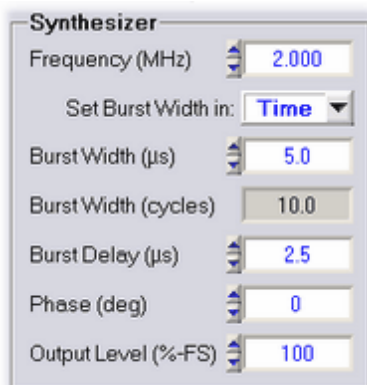 Synthesizer
Frequency (MHz) 2.000
Set Burst Width in: Time
Burst Width (µs) 5.0
Burst Width (cycles) 10.0
Burst Delay (µs) 2.5
Phase (deg) 0
Output Level (%-FS) 100